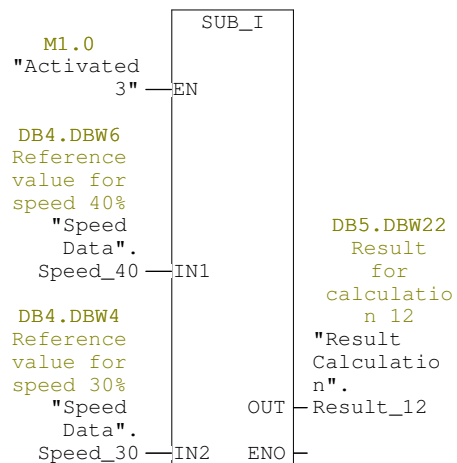 SUB_I
M1.0
"Activated
3"
EN
DB4.DBW6
Reference
value for
speed 40%
"Speed
Data".
Speed_40
IN1
DB4.DBW4
Reference
value for
speed 30%
"Speed
Data".
Speed_30
IN2
DB5.DBW22
Result
for
calculatio
n 12
"Result
Calculatio
n".
OUT
Result_12
ENO